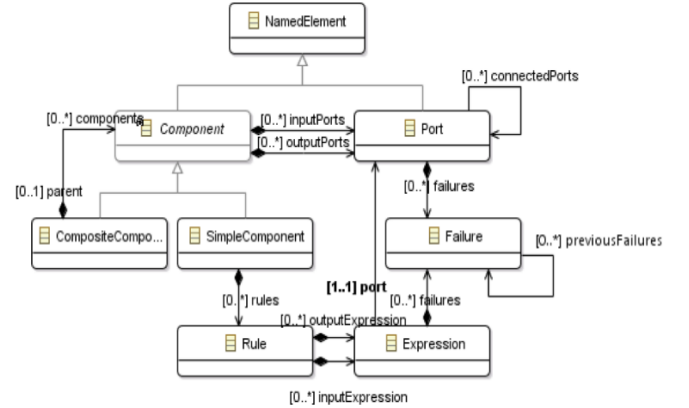 NamedElement
[0..*] connectedPorts
[0..*] components
Component
[0..*] inputPorts
Port
[0..*] outputPorts
[0..1] parent
[0..*] failures
CompositeCompo...
SimpleComponent
Failure
[0..*] previousFailures
[1..1] port
[0..*] rules
[0..*] failures
[0..*] outputExpression
Rule
Expression
[0..*] inputExpression